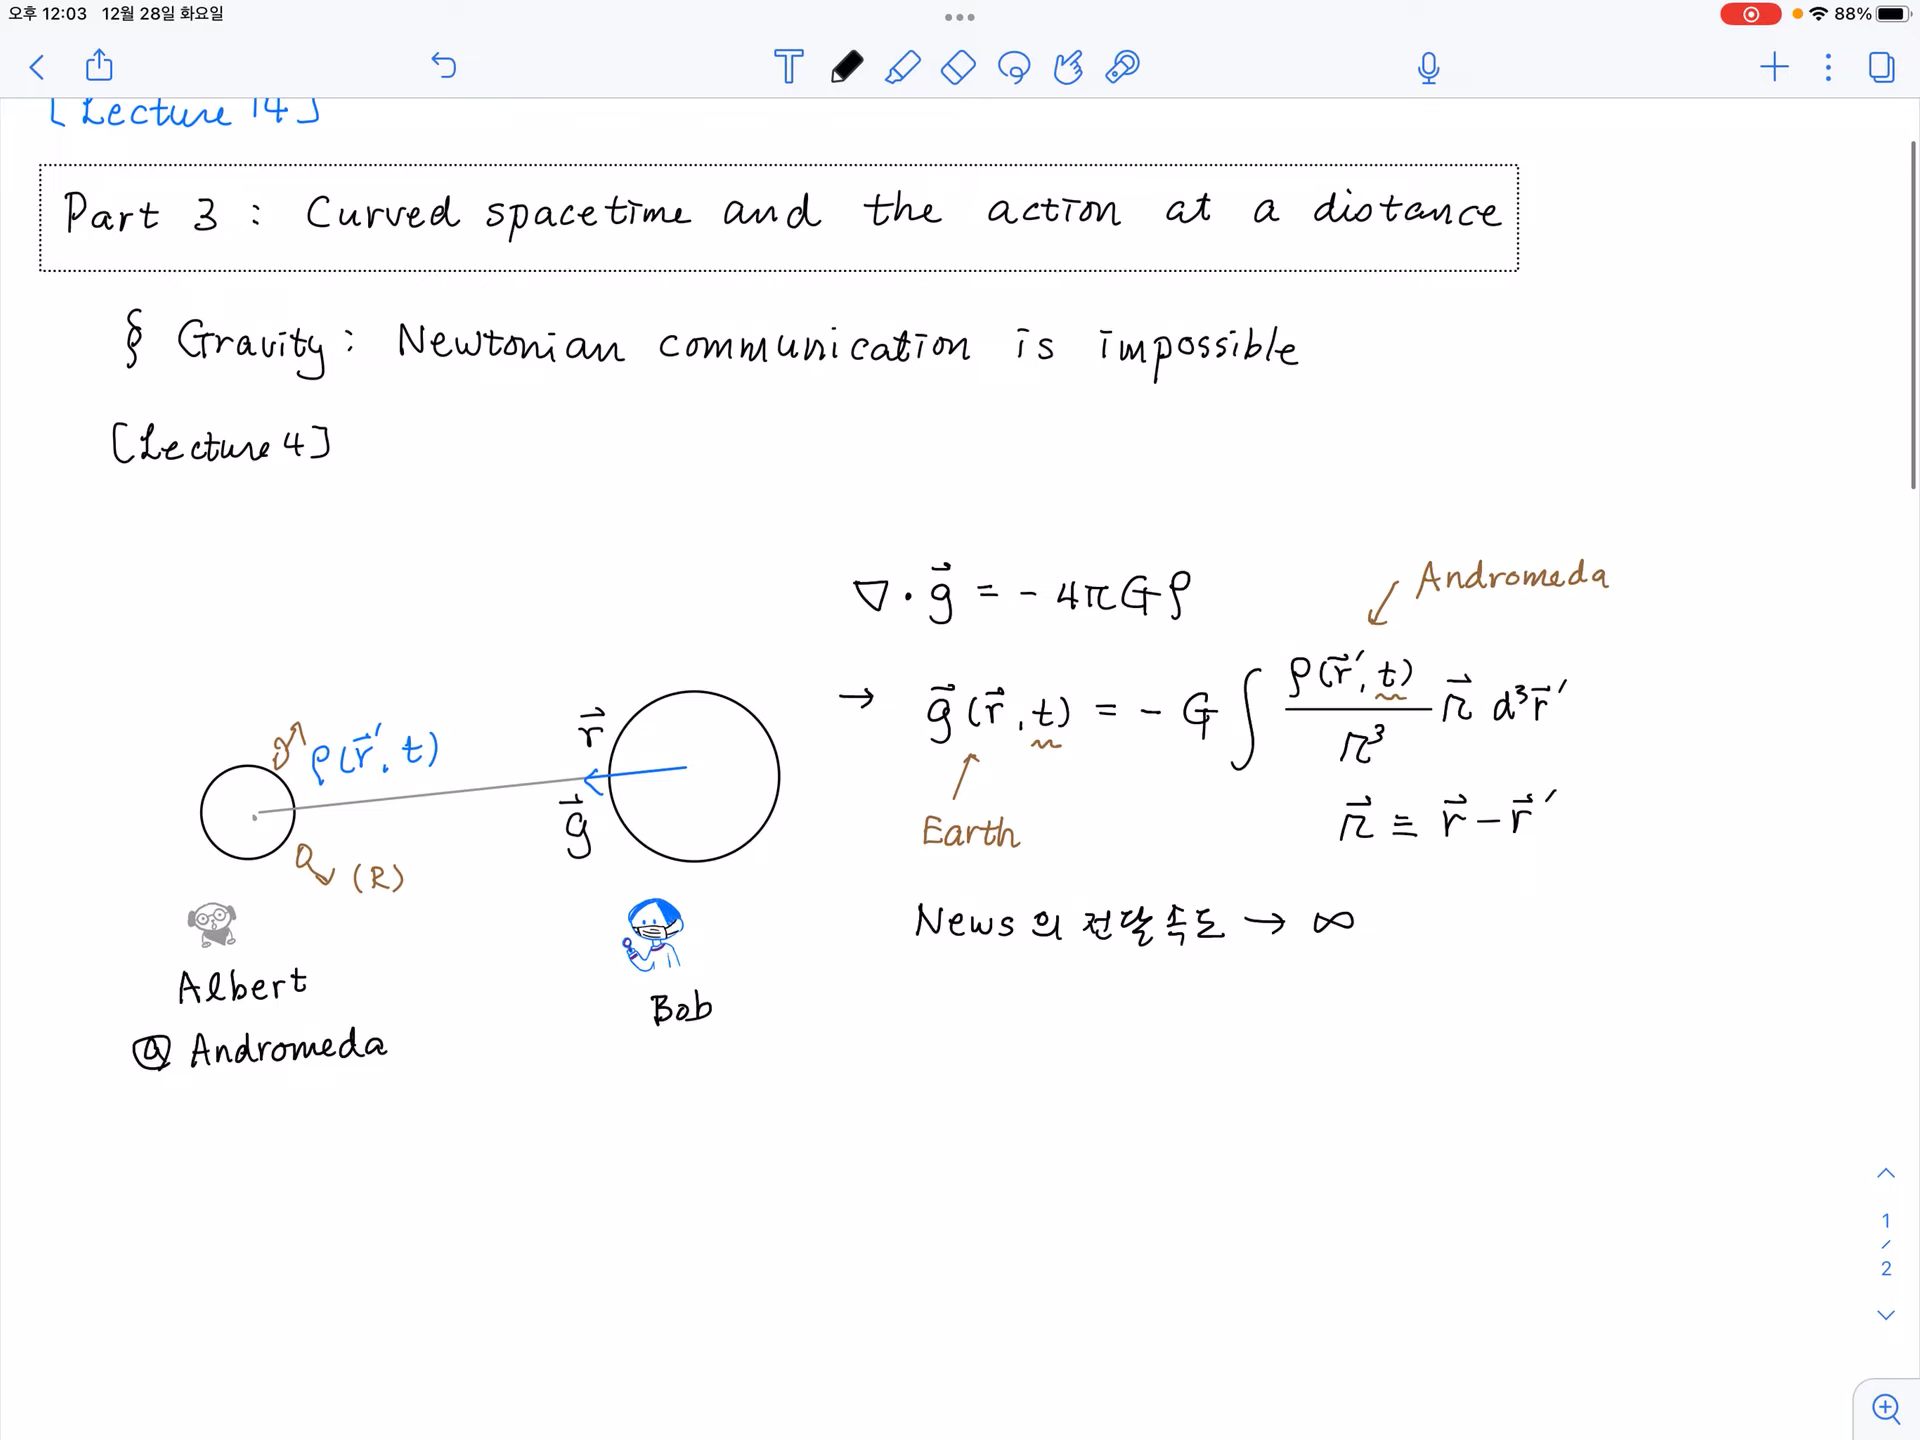 오후 12:03 12월 28일 화요일
88%
[Lecture 14]
Part 3 : Curved spacetime and the action at a distance
§ Gravity : Newtonian communication is impossible
[Lecture 4]
∇ · g⃗ = - 4πGρ
Andromeda
→ g⃗ (r⃗, t) = - G ∫ ρ(r⃗′, t) / 𝓇³ 𝓇⃗ d³r⃗′
Earth
𝓇⃗ ≡ r⃗ - r⃗′
News의 전달속도 → ∞
ρ(r⃗′, t)
r⃗
g⃗
(R)
Albert
@ Andromeda
Bob
1
/
2